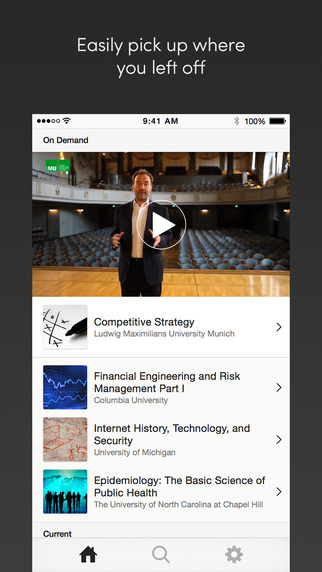 Easily pick up where
you left off
9:41 AM
100%
On Demand
LMU
Competitive Strategy
Ludwig Maximilians University Munich
Financial Engineering and Risk
Management Part I
Columbia University
Internet History, Technology, and
Security
University of Michigan
Epidemiology: The Basic Science of
Public Health
The University of North Carolina at Chapel Hill
Current